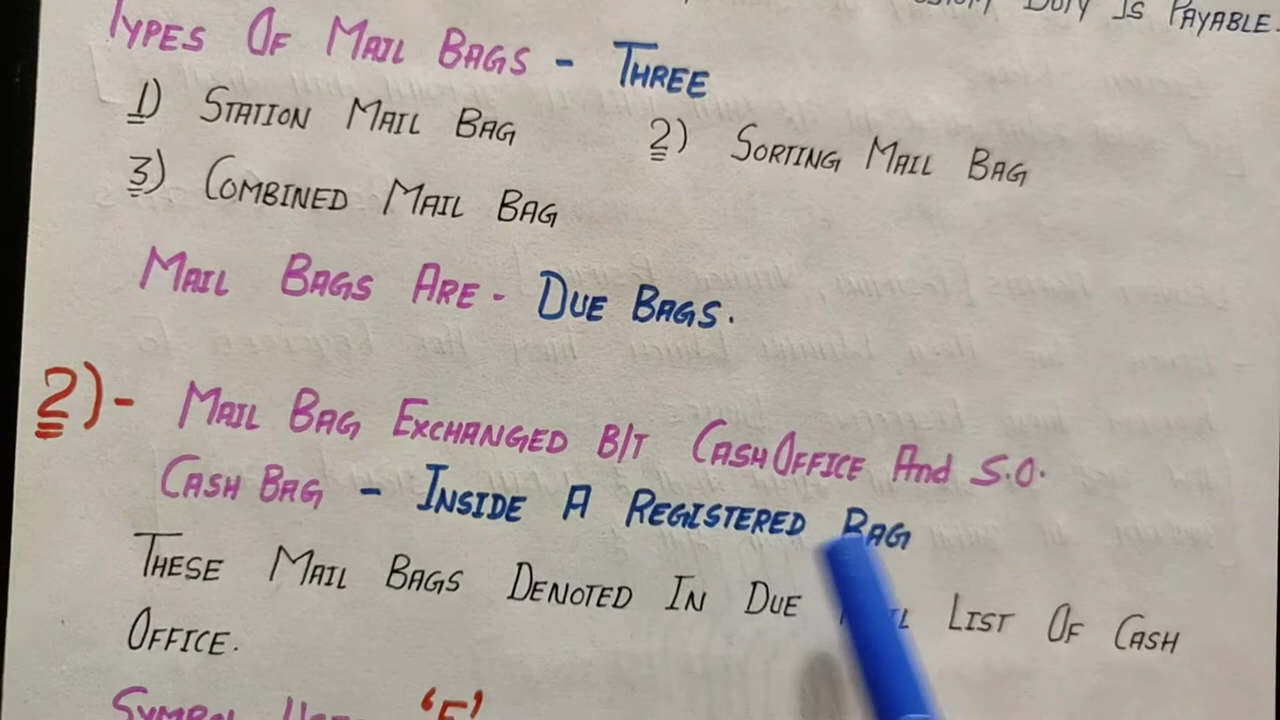 DUTY IS PAYABLE.
TYPES OF MAIL BAGS - THREE
1) STATION MAIL BAG 2) SORTING MAIL BAG
3) COMBINED MAIL BAG
MAIL BAGS ARE - DUE BAGS.
2)- MAIL BAG EXCHANGED B/T CASH OFFICE AND S.O.
CASH BAG - INSIDE A REGISTERED BAG
THESE MAIL BAGS DENOTED IN DUE LIST OF CASH
OFFICE.
SYMBOL